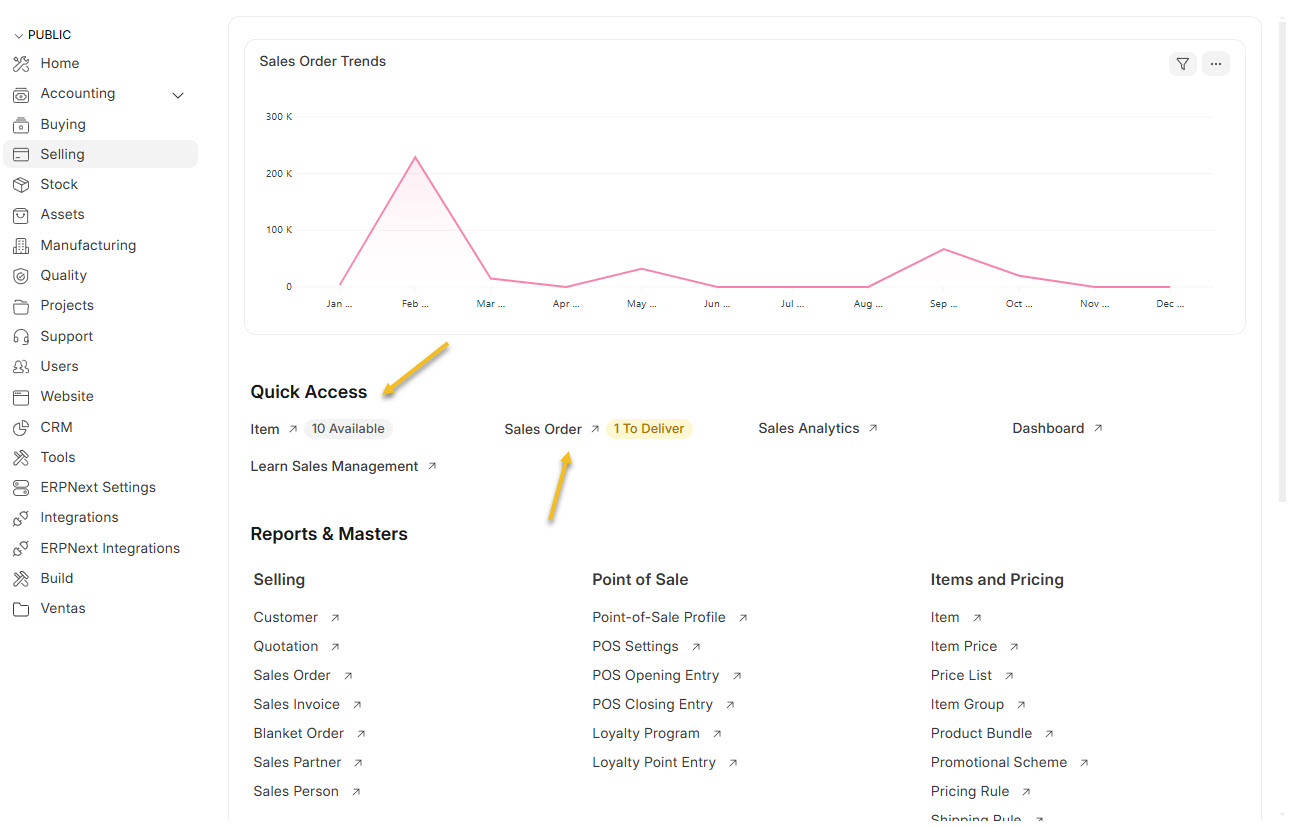 PUBLIC
Home
Accounting
Buying
Selling
Stock
Assets
Manufacturing
Quality
Projects
Support
Users
Website
CRM
Tools
ERPNext Settings
Integrations
ERPNext Integrations
Build
Ventas
Sales Order Trends
300 K
200 K
100 K
0
Jan ... Feb ... Mar ... Apr ... May ... Jun ... Jul ... Aug ... Sep ... Oct ... Nov ... Dec ...
Quick Access
Item 10 Available Sales Order 1 To Deliver Sales Analytics Dashboard
Learn Sales Management
Reports & Masters
Selling
Customer
Quotation
Sales Order
Sales Invoice
Blanket Order
Sales Partner
Sales Person
Point of Sale
Point-of-Sale Profile
POS Settings
POS Opening Entry
POS Closing Entry
Loyalty Program
Loyalty Point Entry
Items and Pricing
Item
Item Price
Price List
Item Group
Product Bundle
Promotional Scheme
Pricing Rule
Shipping Rule